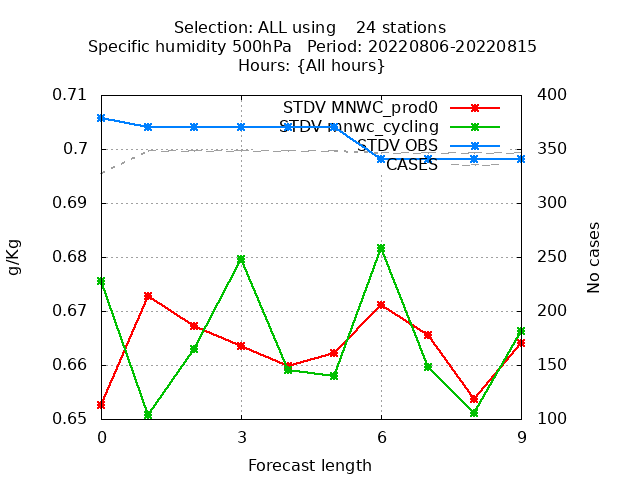 Selection: ALL using    24 stations
Specific humidity 500hPa   Period: 20220806-20220815
Hours: {All hours}
0.71
0.7
0.69
0.68
0.67
0.66
0.65
400
350
300
250
200
150
100
STDV MNWC_prod0
STDV mnwc_cycling
STDV OBS
CASES
g/Kg
No cases
0
3
6
9
Forecast length